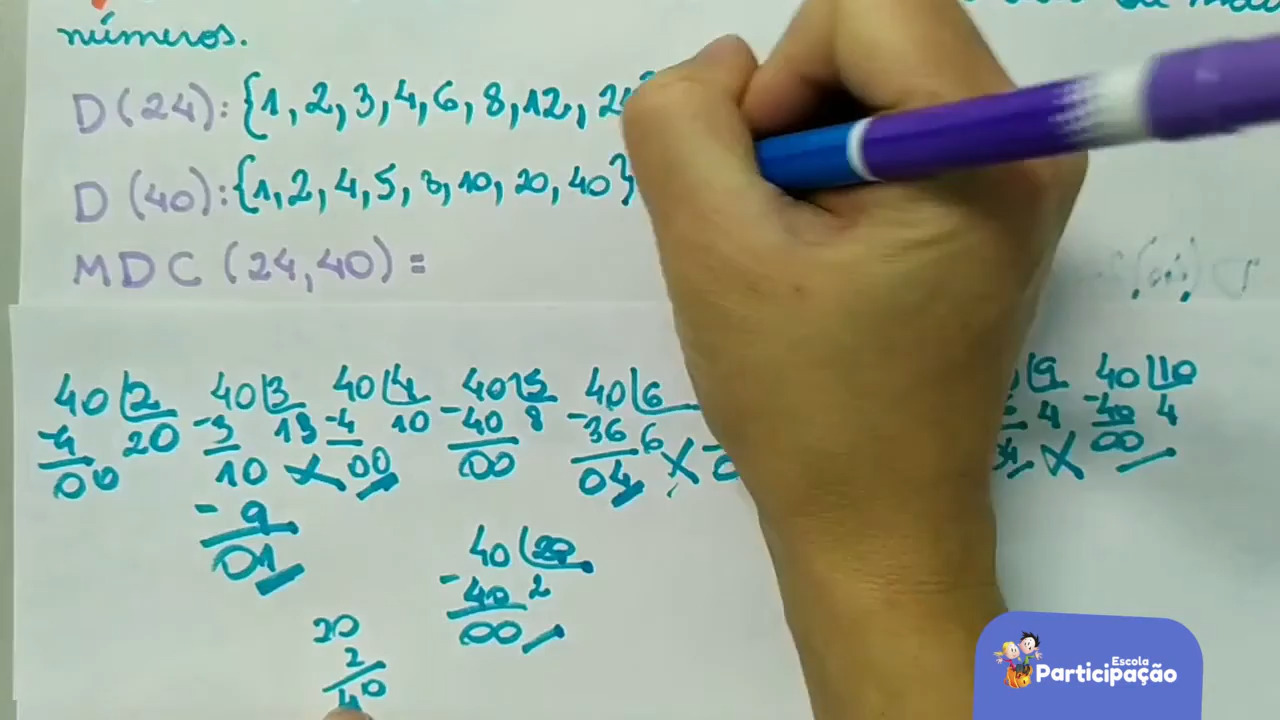 números.
D(24): {1, 2, 3, 4, 6, 8, 12, 24
D(40): {1, 2, 4, 5, 8, 10, 20, 40}
MDC (24,40) =
40 2 40 3 40 4 40 5 40 6 9 40 10
-4 20 -3 13 -4 10 -40 8 -36 6 4 -40 4
00 10 00 00 04 00
- 9
01
40 20
-40 2
00
20
2
40
Escola
Participação